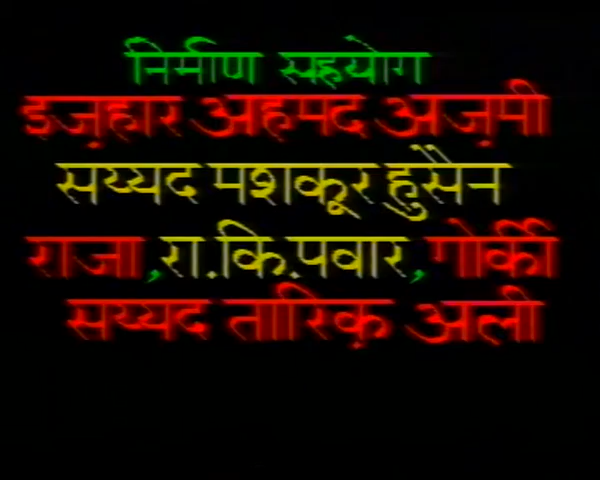 निर्माण सहयोग
इज़हार अहमद अज़मी
सय्यद मशकूर हुसैन
राजा,रा.कि.पवार,गोर्की
सय्यद तारिक़ अली